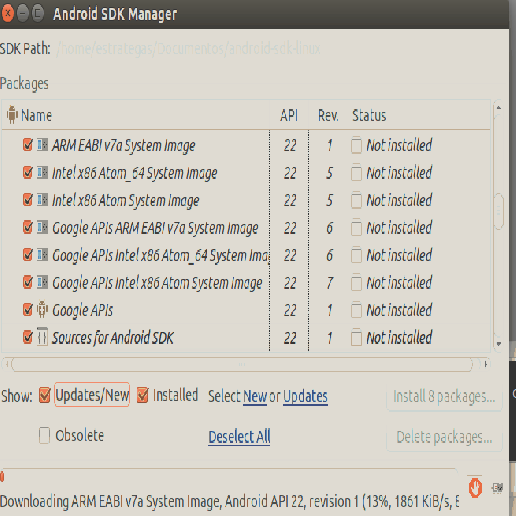 Android SDK Manager
SDK Path: /home/estrategas/Documentos/android-sdk-linux
Packages
Name API Rev. Status
ARM EABI v7a System Image 22 1 Not installed
Intel x86 Atom_64 System Image 22 5 Not installed
Intel x86 Atom System Image 22 5 Not installed
Google APIs ARM EABI v7a System Image 22 6 Not installed
Google APIs Intel x86 Atom_64 System Imag 22 6 Not installed
Google APIs Intel x86 Atom System Image 22 7 Not installed
Google APIs 22 1 Not installed
Sources for Android SDK 22 1 Not installed
Show: Updates/New Installed Select New or Updates Install 8 packages...
Obsolete Deselect All Delete packages...
Downloading ARM EABI v7a System Image, Android API 22, revision 1 (13%, 1861 KiB/s,